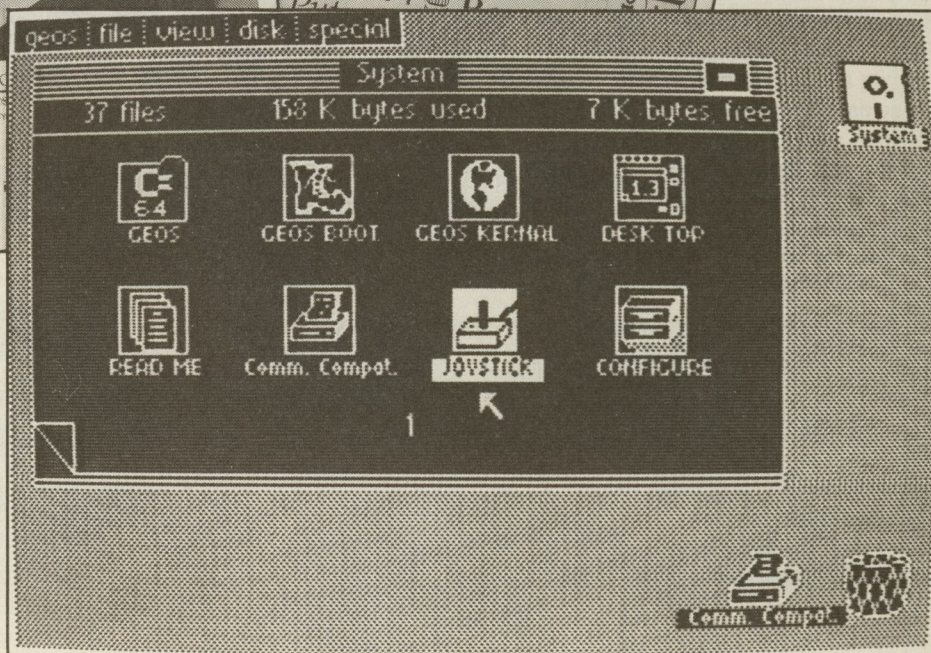 geos file view disk special
System
37 files 158 K bytes used 7 K bytes free
System
C= 64
1.3
GEOS GEOS BOOT GEOS KERNAL DESK TOP
READ ME Comm. Compat. JOYSTICK CONFIGURE
1
Comm. Compat.